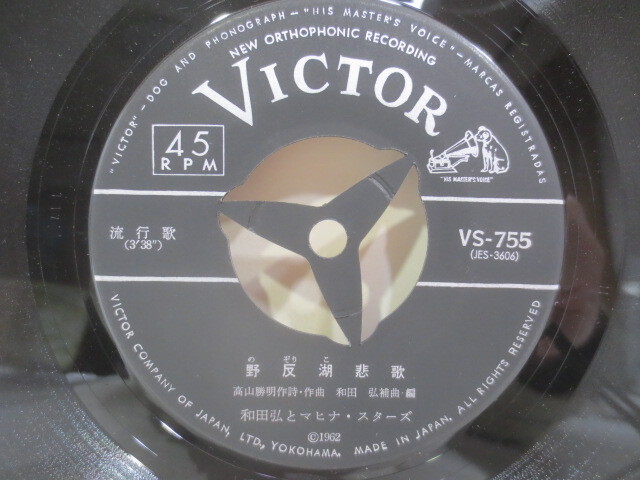 "VICTOR" — DOG AND PHONOGRAPH — "HIS MASTER'S VOICE" — MARCAS REGISTRADAS
NEW ORTHOPHONIC RECORDING
VICTOR
45
RPM
"HIS MASTER'S VOICE"
流行歌
(3'38")
VS-755
(JES-3606)
の ぞり こ
野反湖悲歌
高山勝明作詩・作曲 和田 弘補曲・編
和田弘とマヒナ・スターズ
Ⓒ1962
VICTOR COMPANY OF JAPAN, LTD, YOKOHAMA. MADE IN JAPAN. ALL RIGHTS RESERVED